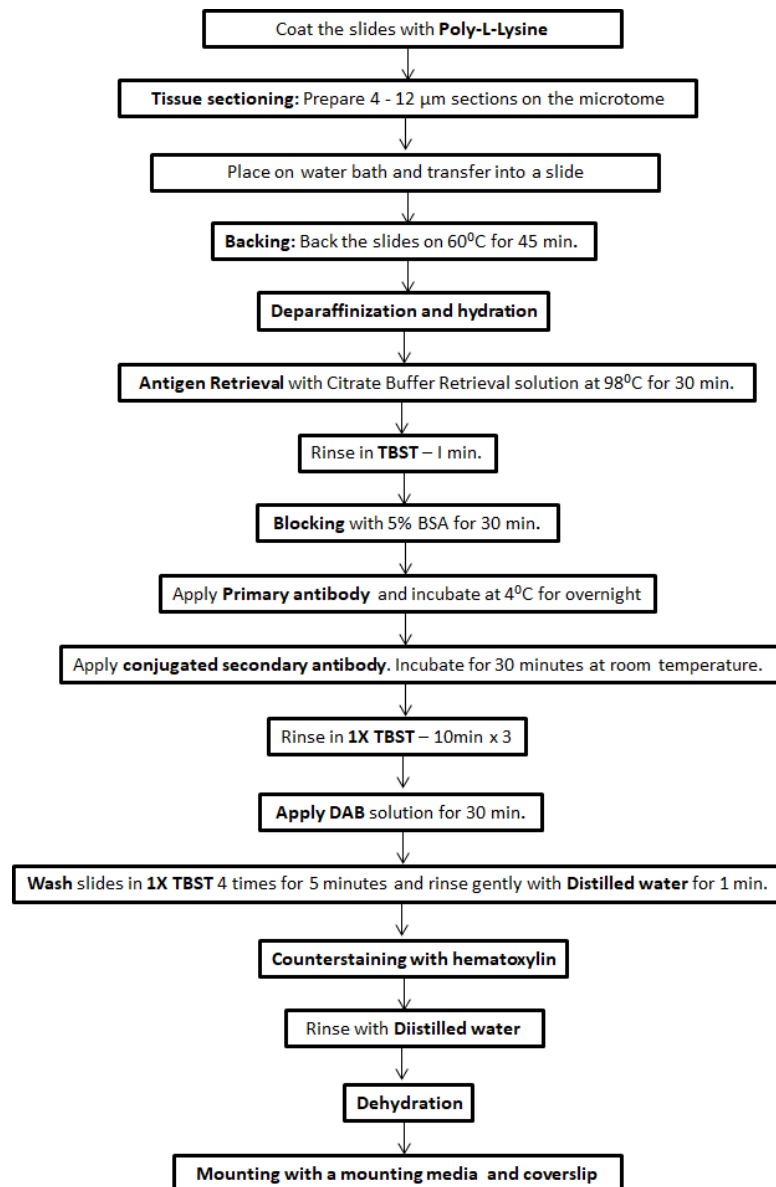 Coat the slides with Poly-L-Lysine
Tissue sectioning: Prepare 4 - 12 µm sections on the microtome
Place on water bath and transfer into a slide
Backing: Back the slides on 60⁰C for 45 min.
Deparaffinization and hydration
Antigen Retrieval with Citrate Buffer Retrieval solution at 98⁰C for 30 min.
Rinse in TBST – I min.
Blocking with 5% BSA for 30 min.
Apply Primary antibody and incubate at 4⁰C for overnight
Apply conjugated secondary antibody. Incubate for 30 minutes at room temperature.
Rinse in 1X TBST – 10min x 3
Apply DAB solution for 30 min.
Wash slides in 1X TBST 4 times for 5 minutes and rinse gently with Distilled water for 1 min.
Counterstaining with hematoxylin
Rinse with Diistilled water
Dehydration
Mounting with a mounting media and coverslip